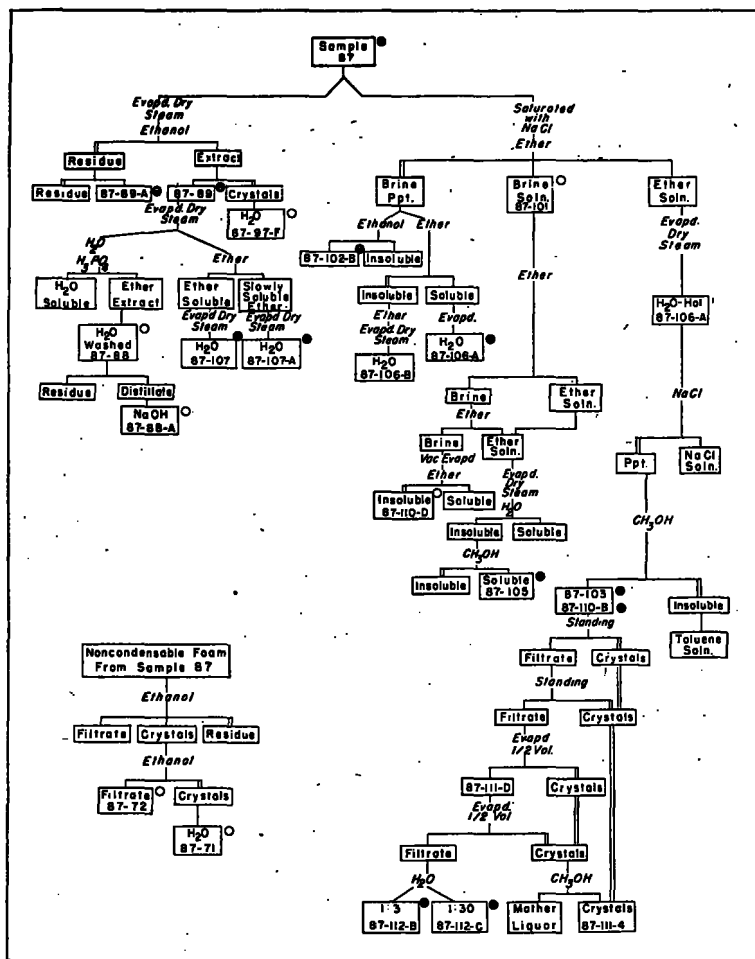 Sample
87
Evapd. Dry
Steam
Ethanol
Saturated
with
NaCl
Ether
Residue
Extract
Residue
87-89-A
87-89
Crystals
Evapd. Dry
Steam
H2O
87-97-F
H2O
H3PO4
Ether
H2O
Soluble
Ether
Extract
Ether
Soluble
Slowly
Soluble
Ether
Evapd Dry
Steam
Evapd Dry
Steam
H2O
87-107
H2O
87-107-A
H2O
Washed
87-88
Residue
Distillate
NaOH
87-88-A
Brine
Ppt.
Brine
Soln.
87-101
Ether
Soln.
Ethanol
Ether
87-102-B
Insoluble
Insoluble
Soluble
Ether
Evapd Dry
Steam
Evapd.
H2O
87-106-B
H2O
87-106-A
Ether
Brine
Ether
Soln.
Ether
Brine
Ether
Soln.
Vac Evapd
Ether
Evapd.
Dry
Steam
H2O
Insoluble
87-110-D
Soluble
Insoluble
Soluble
CH3OH
Insoluble
Soluble
87-105
Evapd.
Dry
Steam
H2O-Hol
87-106-A
NaCl
Ppt.
NaCl
Soln.
CH3OH
87-103
87-110-B
Insoluble
Standing
Toluene
Soln.
Filtrate
Crystals
Standing
Filtrate
Crystals
Evapd
1/2 Vol.
87-111-D
Crystals
Evapd.
1/2 Vol
Filtrate
Crystals
H2O
CH3OH
1:3
87-112-B
1:30
87-112-C
Mother
Liquor
Crystals
87-111-4
Noncondensable Foam
From Sample 87
Ethanol
Filtrate
Crystals
Residue
Ethanol
Filtrate
87-72
Crystals
H2O
87-71